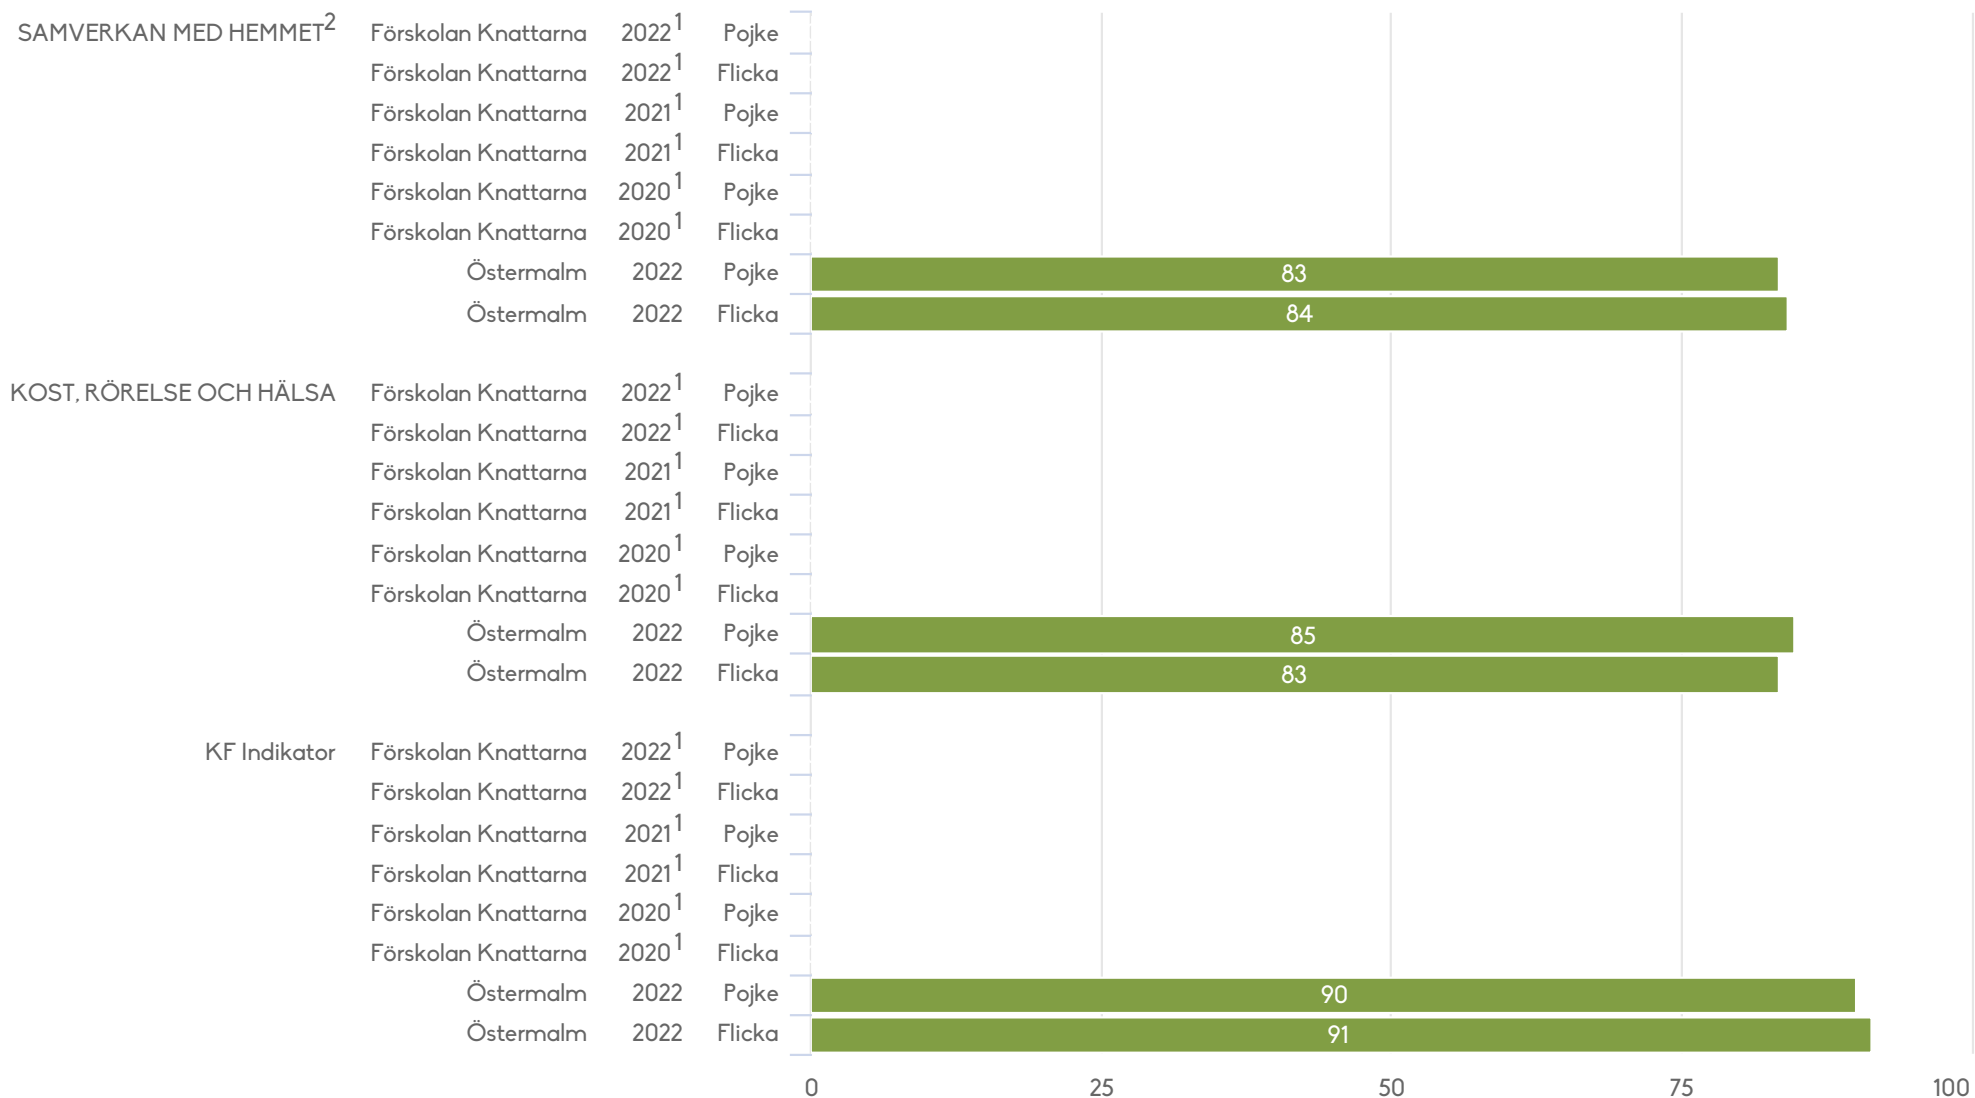 SAMVERKAN MED HEMMET² Förskolan Knattarna 2022¹ Pojke
Förskolan Knattarna 2022¹ Flicka
Förskolan Knattarna 2021¹ Pojke
Förskolan Knattarna 2021¹ Flicka
Förskolan Knattarna 2020¹ Pojke
Förskolan Knattarna 2020¹ Flicka
Östermalm 2022 Pojke 83
Östermalm 2022 Flicka 84
KOST, RÖRELSE OCH HÄLSA Förskolan Knattarna 2022¹ Pojke
Förskolan Knattarna 2022¹ Flicka
Förskolan Knattarna 2021¹ Pojke
Förskolan Knattarna 2021¹ Flicka
Förskolan Knattarna 2020¹ Pojke
Förskolan Knattarna 2020¹ Flicka
Östermalm 2022 Pojke 85
Östermalm 2022 Flicka 83
KF Indikator Förskolan Knattarna 2022¹ Pojke
Förskolan Knattarna 2022¹ Flicka
Förskolan Knattarna 2021¹ Pojke
Förskolan Knattarna 2021¹ Flicka
Förskolan Knattarna 2020¹ Pojke
Förskolan Knattarna 2020¹ Flicka
Östermalm 2022 Pojke 90
Östermalm 2022 Flicka 91
0 25 50 75 100